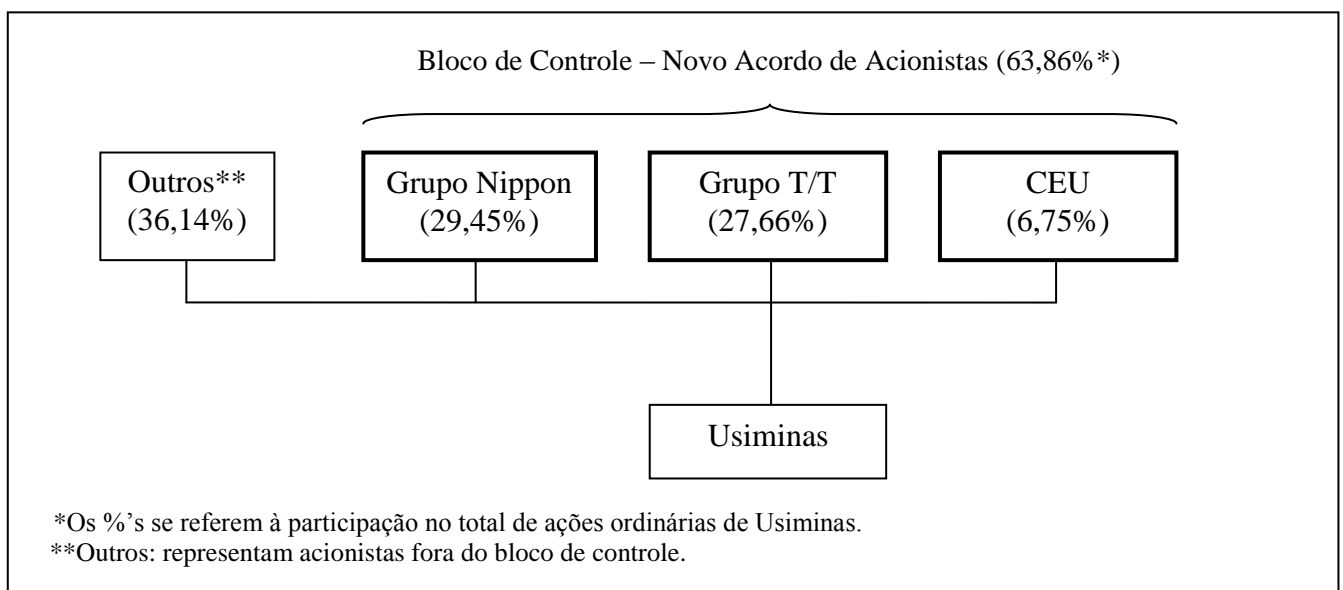 Bloco de Controle – Novo Acordo de Acionistas (63,86%*)
Outros**
(36,14%)
Grupo Nippon
(29,45%)
Grupo T/T
(27,66%)
CEU
(6,75%)
Usiminas
*Os %’s se referem à participação no total de ações ordinárias de Usiminas.
**Outros: representam acionistas fora do bloco de controle.